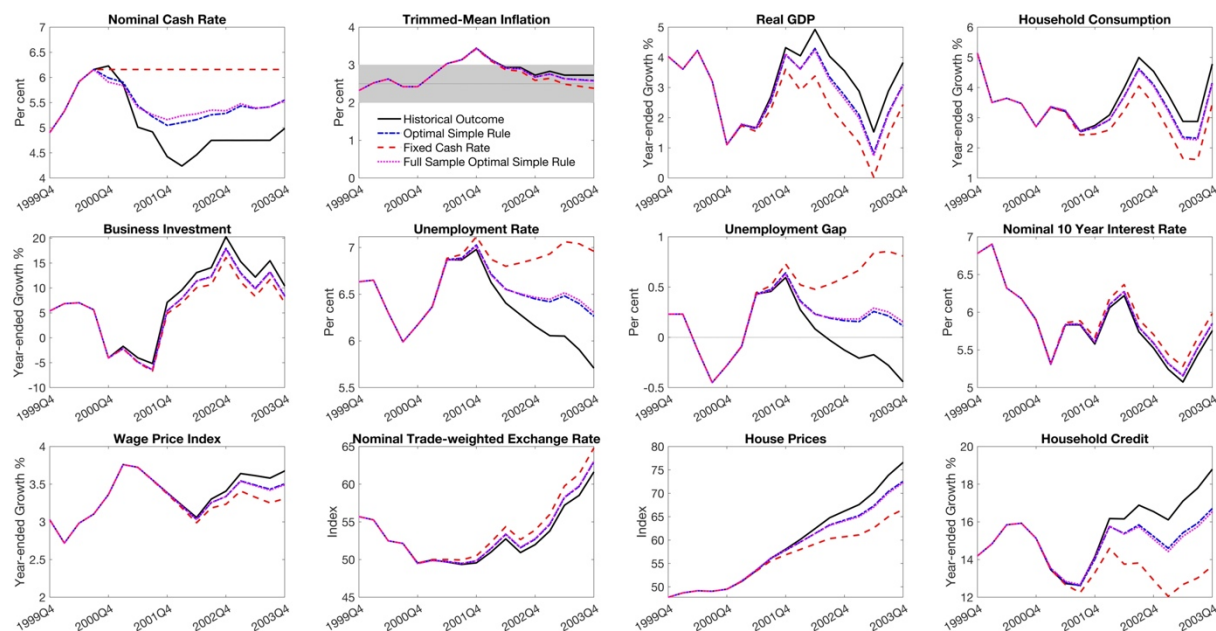 Nominal Cash Rate
Per cent
7
6.5
6
5.5
5
4.5
4
1999Q4
2000Q4
2001Q4
2002Q4
2003Q4
Trimmed-Mean Inflation
Per cent
4
3
2
1
0
Historical Outcome
Optimal Simple Rule
Fixed Cash Rate
Full Sample Optimal Simple Rule
1999Q4
2000Q4
2001Q4
2002Q4
2003Q4
Real GDP
Year-ended Growth %
5
4
3
2
1
0
1999Q4
2000Q4
2001Q4
2002Q4
2003Q4
Household Consumption
Year-ended Growth %
6
5
4
3
2
1
1999Q4
2000Q4
2001Q4
2002Q4
2003Q4
Business Investment
Year-ended Growth %
20
15
10
5
0
-5
-10
1999Q4
2000Q4
2001Q4
2002Q4
2003Q4
Unemployment Rate
Per cent
7
6.5
6
5.5
1999Q4
2000Q4
2001Q4
2002Q4
2003Q4
Unemployment Gap
Per cent
1
0.5
0
-0.5
1999Q4
2000Q4
2001Q4
2002Q4
2003Q4
Nominal 10 Year Interest Rate
Per cent
7
6.5
6
5.5
5
1999Q4
2000Q4
2001Q4
2002Q4
2003Q4
Wage Price Index
Year-ended Growth %
4
3.5
3
2.5
2
1999Q4
2000Q4
2001Q4
2002Q4
2003Q4
Nominal Trade-weighted Exchange Rate
Index
65
60
55
50
45
1999Q4
2000Q4
2001Q4
2002Q4
2003Q4
House Prices
Index
80
75
70
65
60
55
50
1999Q4
2000Q4
2001Q4
2002Q4
2003Q4
Household Credit
Year-ended Growth %
20
18
16
14
12
1999Q4
2000Q4
2001Q4
2002Q4
2003Q4